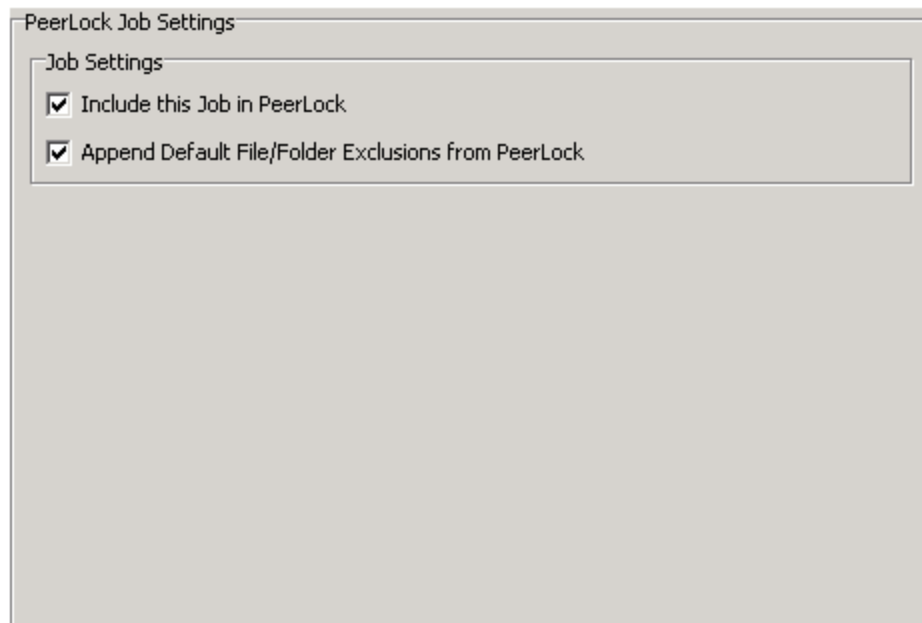 PeerLock Job Settings
Job Settings
Include this Job in PeerLock
Append Default File/Folder Exclusions from PeerLock